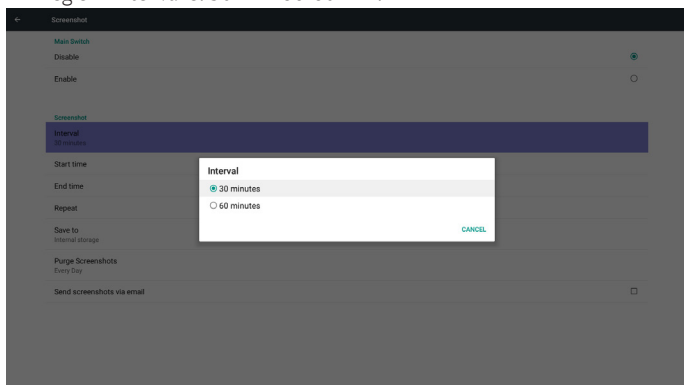 Screenshot
Main Switch
Disable
Enable
Screenshot
Interval
30 minutes
Start time
End time
Repeat
Save to
Internal storage
Purge Screenshots
Every Day
Send screenshots via email
Interval
30 minutes
60 minutes
CANCEL